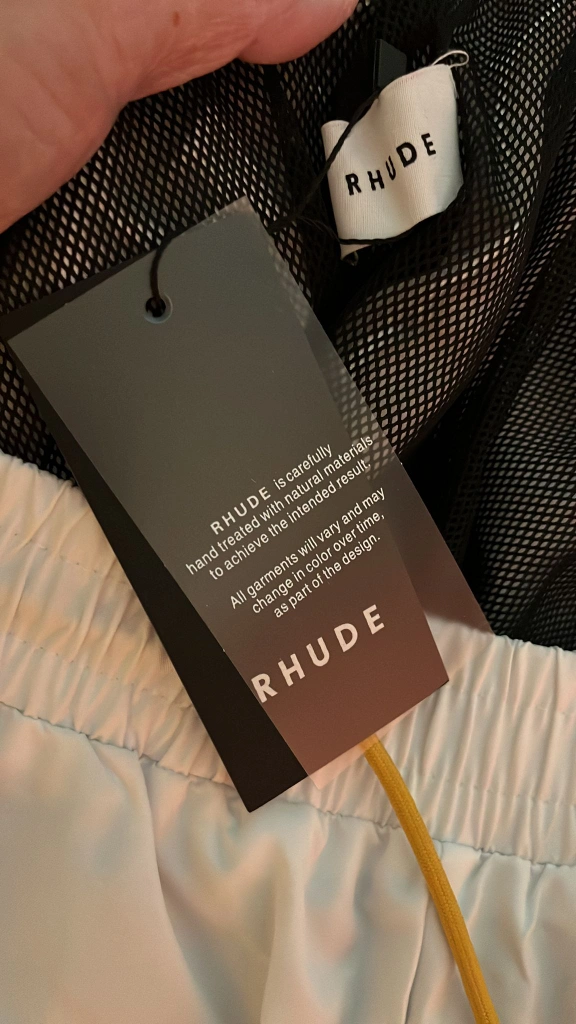 RHUDE
RHUDE is carefully
hand treated with natural materials
to achieve the intended result.
All garments will vary and may
change in color over time,
as part of the design.
RHUDE